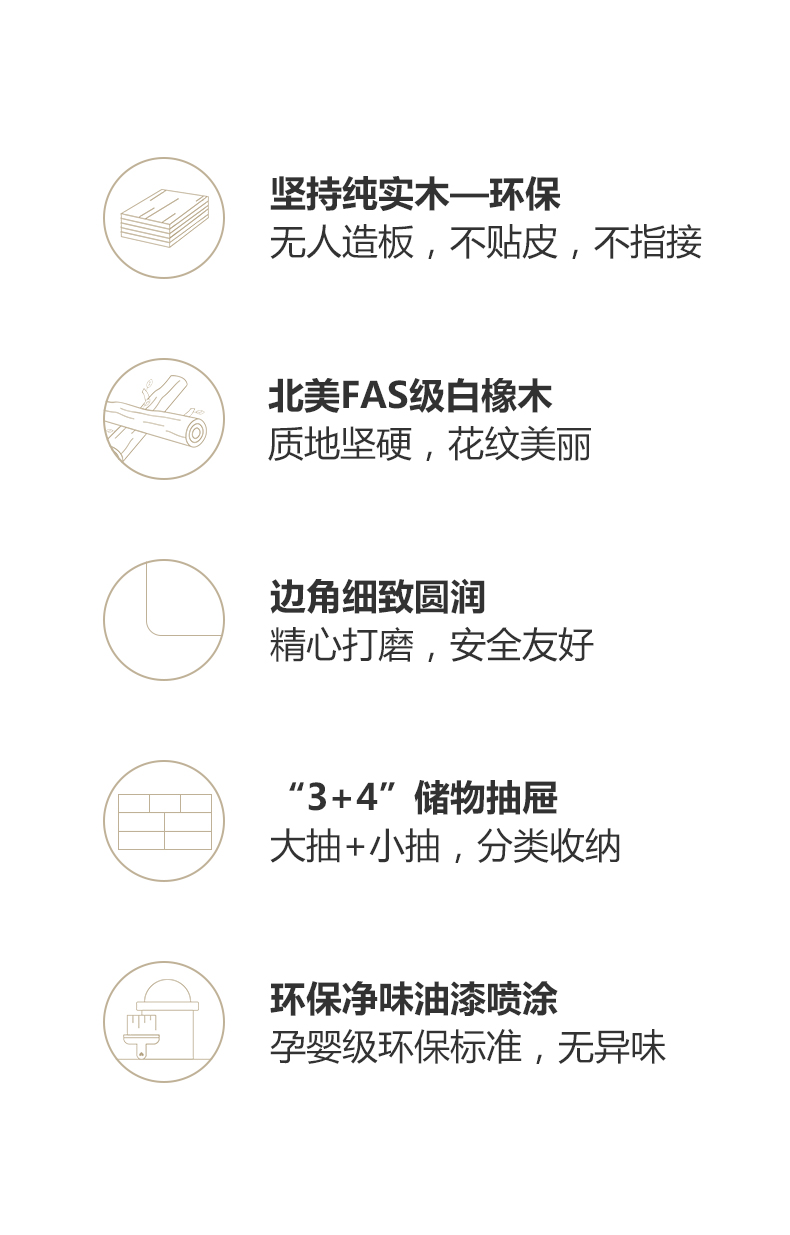 坚持纯实木—环保
无人造板，不贴皮，不指接
北美FAS级白橡木
质地坚硬，花纹美丽
边角细致圆润
精心打磨，安全友好
“3+4”储物抽屉
大抽+小抽，分类收纳
环保净味油漆喷涂
孕婴级环保标准，无异味